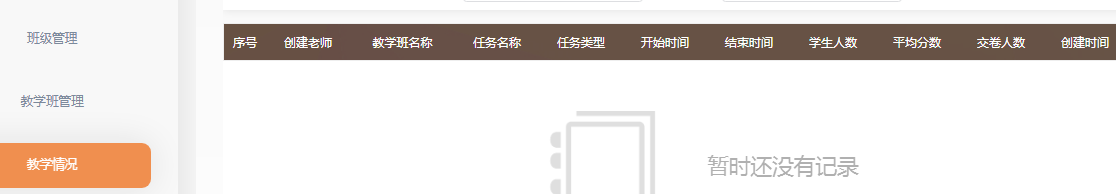 班级管理
教学班管理
教学情况
序号 创建老师 教学班名称 任务名称 任务类型 开始时间 结束时间 学生人数 平均分数 交卷人数 创建时间
暂时还没有记录